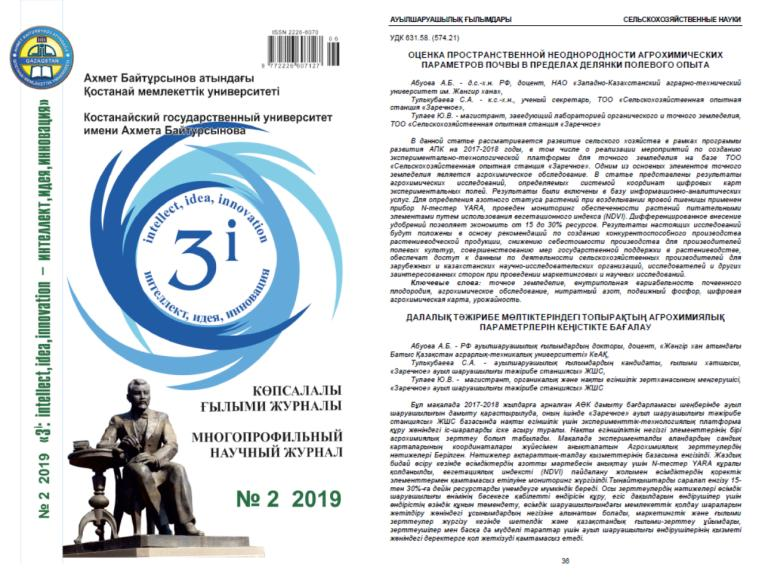 № 2 2019 «3i: intellect, idea, innovation – интеллект, идея, инновация»
QAZAQSTAN
ISSN 2226-6070
0 6
9 772226 607127
Ахмет Байтұрсынов атындағы
Қостанай мемлекеттік университеті
Костанайский государственный университет
имени Ахмета Байтурсынова
intellect, idea, innovation
3i
интеллект, идея, инновация
КӨПСАЛАЛЫ
ҒЫЛЫМИ ЖУРНАЛЫ
МНОГОПРОФИЛЬНЫЙ
НАУЧНЫЙ ЖУРНАЛ
№ 2 2019
АУЫЛШАРУАШЫЛЫҚ ҒЫЛЫМДАРЫ СЕЛЬСКОХОЗЯЙСТВЕННЫЕ НАУКИ
УДК 631.58. (574.21)
ОЦЕНКА ПРОСТРАНСТВЕННОЙ НЕОДНОРОДНОСТИ АГРОХИМИЧЕСКИХ
ПАРАМЕТРОВ ПОЧВЫ В ПРЕДЕЛАХ ДЕЛЯНКИ ПОЛЕВОГО ОПЫТА
Абуова А.Б. - д.с.-х.н. РФ, доцент, НАО «Западно-Казахстанский аграрно-технический
университет им. Жангир хана»,
Тулькубаева С.А. - к.с.-х.н., ученый секретарь, ТОО «Сельскохозяйственная опытная
станция «Заречное»,
Тулаев Ю.В. - магистрант, заведующий лабораторией органического и точного земледелия,
ТОО «Сельскохозяйственная опытная станция «Заречное»
В данной статье рассматривается развитие сельского хозяйства в рамках программы
развития АПК на 2017-2018 годы, в том числе о реализации мероприятий по созданию
экспериментально-технологической платформы для точного земледелия на базе ТОО
«Сельскохозяйственная опытная станция «Заречное». Одним из основных элементов точного
земледелия является агрохимическое обследование. В статье представлены результаты
агрохимических исследований, определяемых системой координат цифровых карт
экспериментальных полей. Результаты были включены в базу информационно-аналитических
услуг. Для определения азотного статуса растений при возделывании яровой пшеницы применен
прибор N-тестер YARA, проведен мониторинг обеспеченности растений питательными
элементами путем использования вегетационного индекса (NDVI). Дифференцированное внесение
удобрений позволяет экономить от 15 до 30% ресурсов. Результаты настоящих исследований
будут положены в основу рекомендаций по созданию конкурентоспособного производства
растениеводческой продукции, снижению себестоимости производства для производителей
полевых культур, совершенствованию мер государственной поддержки в растениеводстве,
обеспечат доступ к данным по деятельности сельскохозяйственных производителей для
зарубежных и казахстанских научно-исследовательских организаций, исследователей и других
заинтересованных сторон при проведении маркетинговых и научных исследований.
Ключевые слова: точное земледелие, внутрипольная вариабельность почвенного
плодородия, агрохимическое обследование, нитратный азот, подвижный фосфор, цифровая
агрохимическая карта, урожайность.
ДАЛАЛЫҚ ТӘЖІРИБЕ МӨЛТІКТЕРІНДЕГІ ТОПЫРАҚТЫҢ АГРОХИМИЯЛЫҚ
ПАРАМЕТРЛЕРІН КЕҢІСТІКТЕ БАҒАЛАУ
Абуова А.Б. - РФ ауылшаруашылық ғылымдарының докторы, доцент, «Жәңгір хан атындағы
Батыс Қазақстан аграрлық-техникалық университеті» КеАҚ,
Тулькубаева С.А. - ауылшаруашылық ғылымдарының кандидаты, ғылыми хатшысы,
«Заречное» ауыл шаруашылығы тәжірибе станциясы» ЖШС,
Тулаев Ю.В. - магистрант, органикалық және нақты егіншілік зертханасының меңгерушісі,
«Заречное» ауыл шаруашылығы тәжірибе станциясы» ЖШС
Бұл мақалада 2017-2018 жылдарға арналған АӨК дамыту бағдарламасы шеңберінде ауыл
шаруашылығын дамыту қарастырылуда, оның ішінде «Заречное» ауыл шаруашылығы тәжірибе
станциясы» ЖШС базасында нақты егіншілік үшін эксперименттік-технологиялық платформа
құру жөніндегі іс-шараларды іске асыру туралы. Нақты егіншіліктің негізгі элементтерінің бірі
агрохимиялық зерттеу болып табылады. Мақалада эксперименталды алаңдардың сандық
карталарының координаталары жүйесімен анықталатын Агрохимиялық зерттеулердің
нәтижелері берілген. Нәтижелер ақпараттық-талдау қызметтерінің базасына енгізілді. Жаздық
бидай өсіру кезінде өсімдіктердің азотты мәртебесін анықтау үшін N-тестер YARA құралы
қолданылды, вегетациялық индексті (NDVI) пайдалану жолымен өсімдіктердің қоректік
элементтермен қамтамасыз етілуіне мониторинг жүргізілді. Тыңайтқыштарды саралап енгізу 15-
тен 30%-ға дейін ресурстарды үнемдеуге мүмкіндік береді. Осы зерттеулердің нәтижелері өсімдік
шаруашылығы өнімінің бәсекеге қабілетті өндірісін құру, егіс дақылдарын өндірушілер үшін
өндірістің өзіндік құнын төмендету, өсімдік шаруашылығындағы мемлекеттік қолдау шараларын
жетілдіру жөніндегі ұсынымдардың негізіне алынатын болады, маркетингтік және ғылыми
зерттеулер жүргізу кезінде шетелдік және қазақстандық ғылыми-зерттеу ұйымдары,
зерттеушілер мен басқа да мүдделі тараптар үшін ауыл шаруашылығы өндірушілерінің қызметі
жөніндегі деректерге қол жеткізуді қамтамасыз етеді.
36